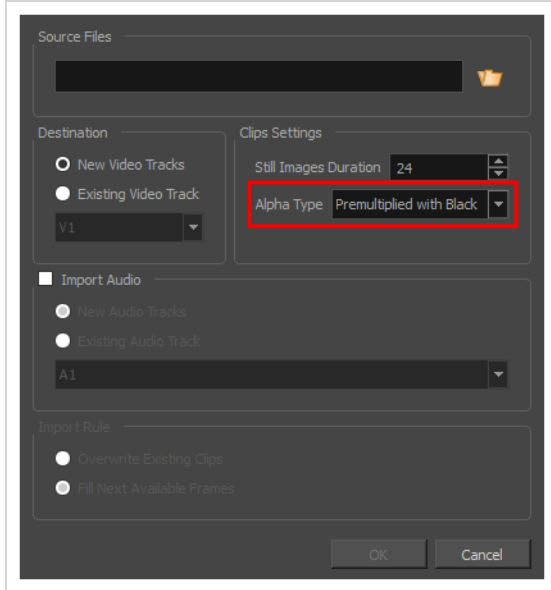 Source Files
Destination
New Video Tracks
Existing Video Track
V1
Clips Settings
Still Images Duration 24
Alpha Type Premultiplied with Black
Import Audio
New Audio Tracks
Existing Audio Track
A1
Import Rule
Overwrite Existing Clips
Fill Next Available Frames
OK Cancel